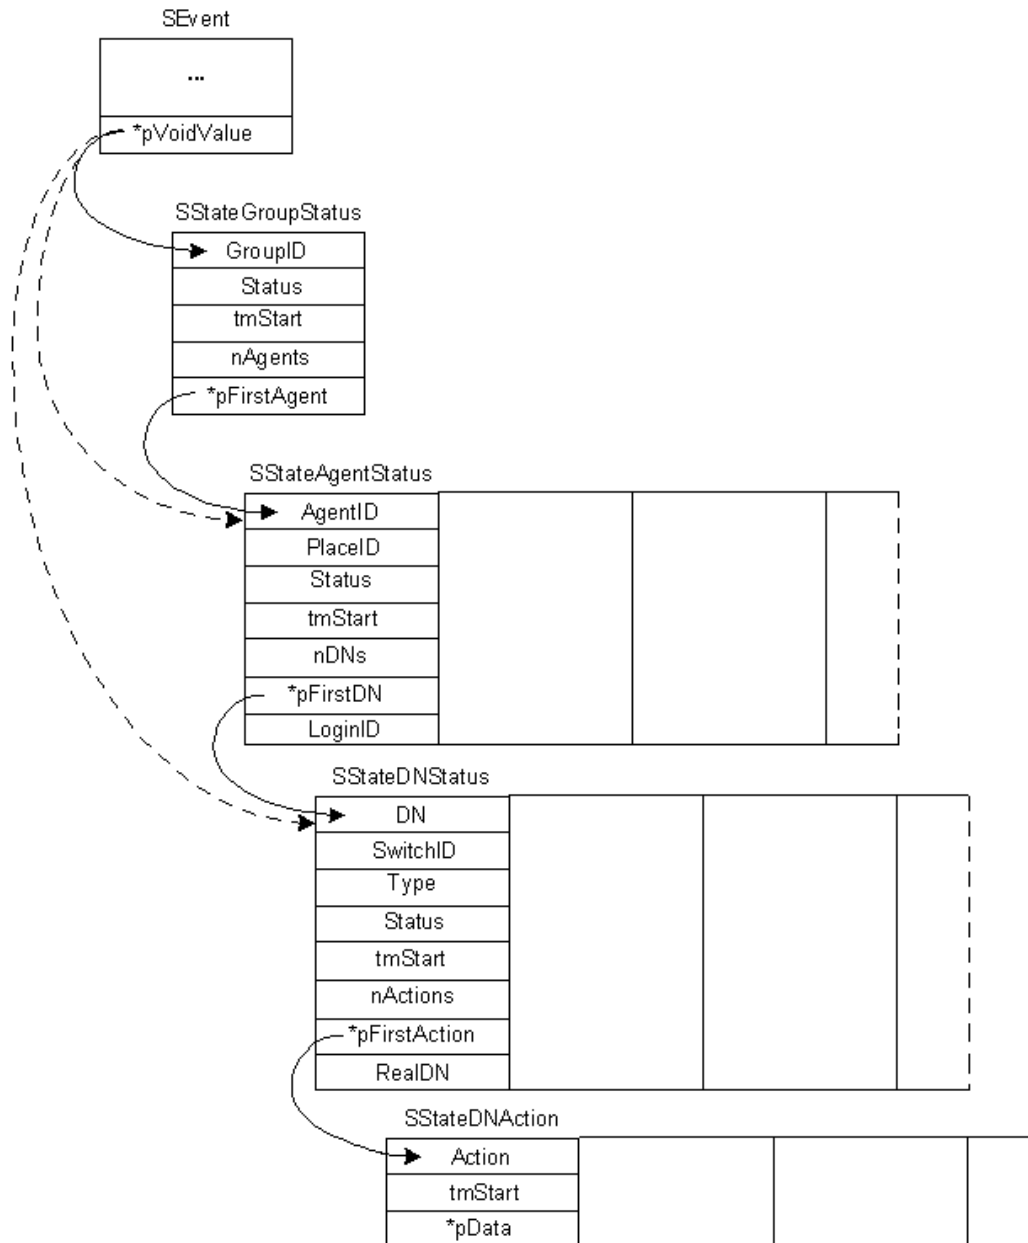 SEvent
...
*pVoidValue
SStateGroupStatus
GroupID
Status
tmStart
nAgents
*pFirstAgent
SStateAgentStatus
AgentID
PlaceID
Status
tmStart
nDNs
*pFirstDN
LoginID
SStateDNStatus
DN
SwitchID
Type
Status
tmStart
nActions
*pFirstAction
RealDN
SStateDNAction
Action
tmStart
*pData